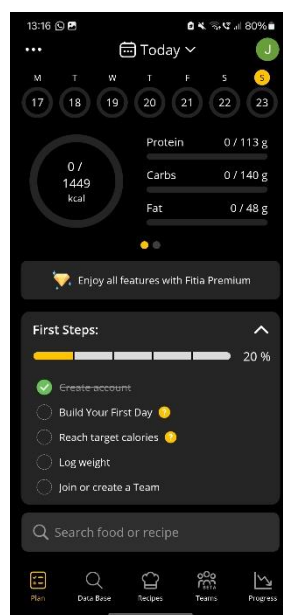 13:16 80%
Today J
M T W T F S S
17 18 19 20 21 22 23
0 /
1449
kcal
Protein 0 / 113 g
Carbs 0 / 140 g
Fat 0 / 48 g
Enjoy all features with Fitia Premium
First Steps:
20 %
Create account
Build Your First Day ?
Reach target calories ?
Log weight
Join or create a Team
Search food or recipe
BETA
Plan Data Base Recipes Teams Progress